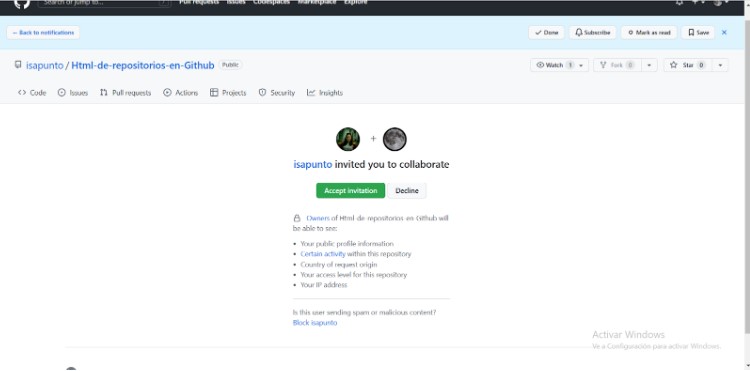 Search or jump to...
Pull requests Issues Codespaces Marketplace Explore
← Back to notifications
Done
Subscribe
Mark as read
Save
isapunto / Html-de-repositorios-en-Github Public
Watch 1
Fork 0
Star 0
<> Code Issues Pull requests Actions Projects Security Insights
+
isapunto invited you to collaborate
Accept invitation Decline
Owners of Html-de-repositorios-en-Github will
be able to see:
• Your public profile information
• Certain activity within this repository
• Country of request origin
• Your access level for this repository
• Your IP address
Is this user sending spam or malicious content?
Block isapunto
Activar Windows
Ve a Configuración para activar Windows.